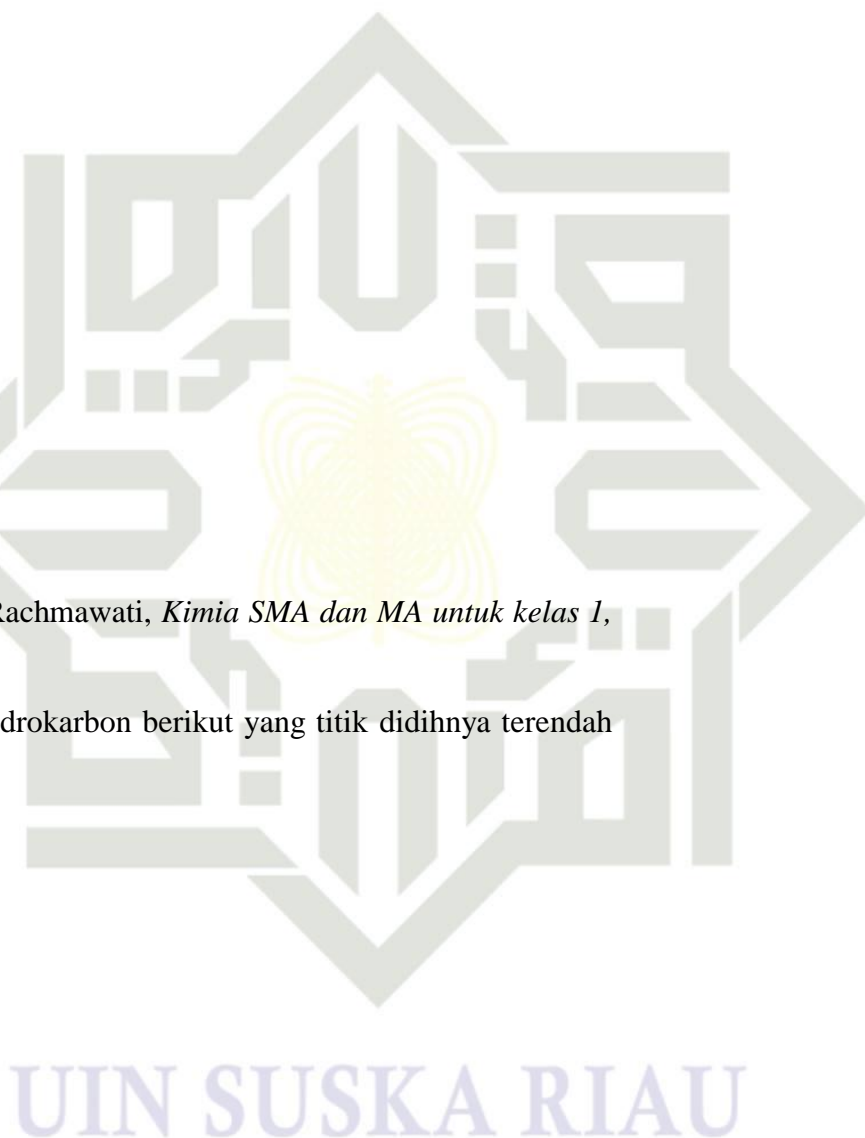 Rachmawati, Kimia SMA dan MA untuk kelas 1,
drokarbon berikut yang titik didihnya terendah
UIN SUSKA RIAU